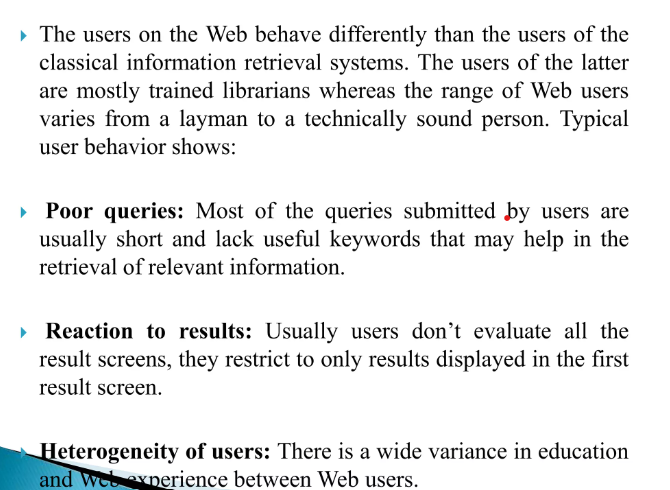 The users on the Web behave differently than the users of the
classical information retrieval systems. The users of the latter
are mostly trained librarians whereas the range of Web users
varies from a layman to a technically sound person. Typical
user behavior shows:
Poor queries: Most of the queries submitted by users are
usually short and lack useful keywords that may help in the
retrieval of relevant information.
Reaction to results: Usually users don’t evaluate all the
result screens, they restrict to only results displayed in the first
result screen.
Heterogeneity of users: There is a wide variance in education
and Web experience between Web users.